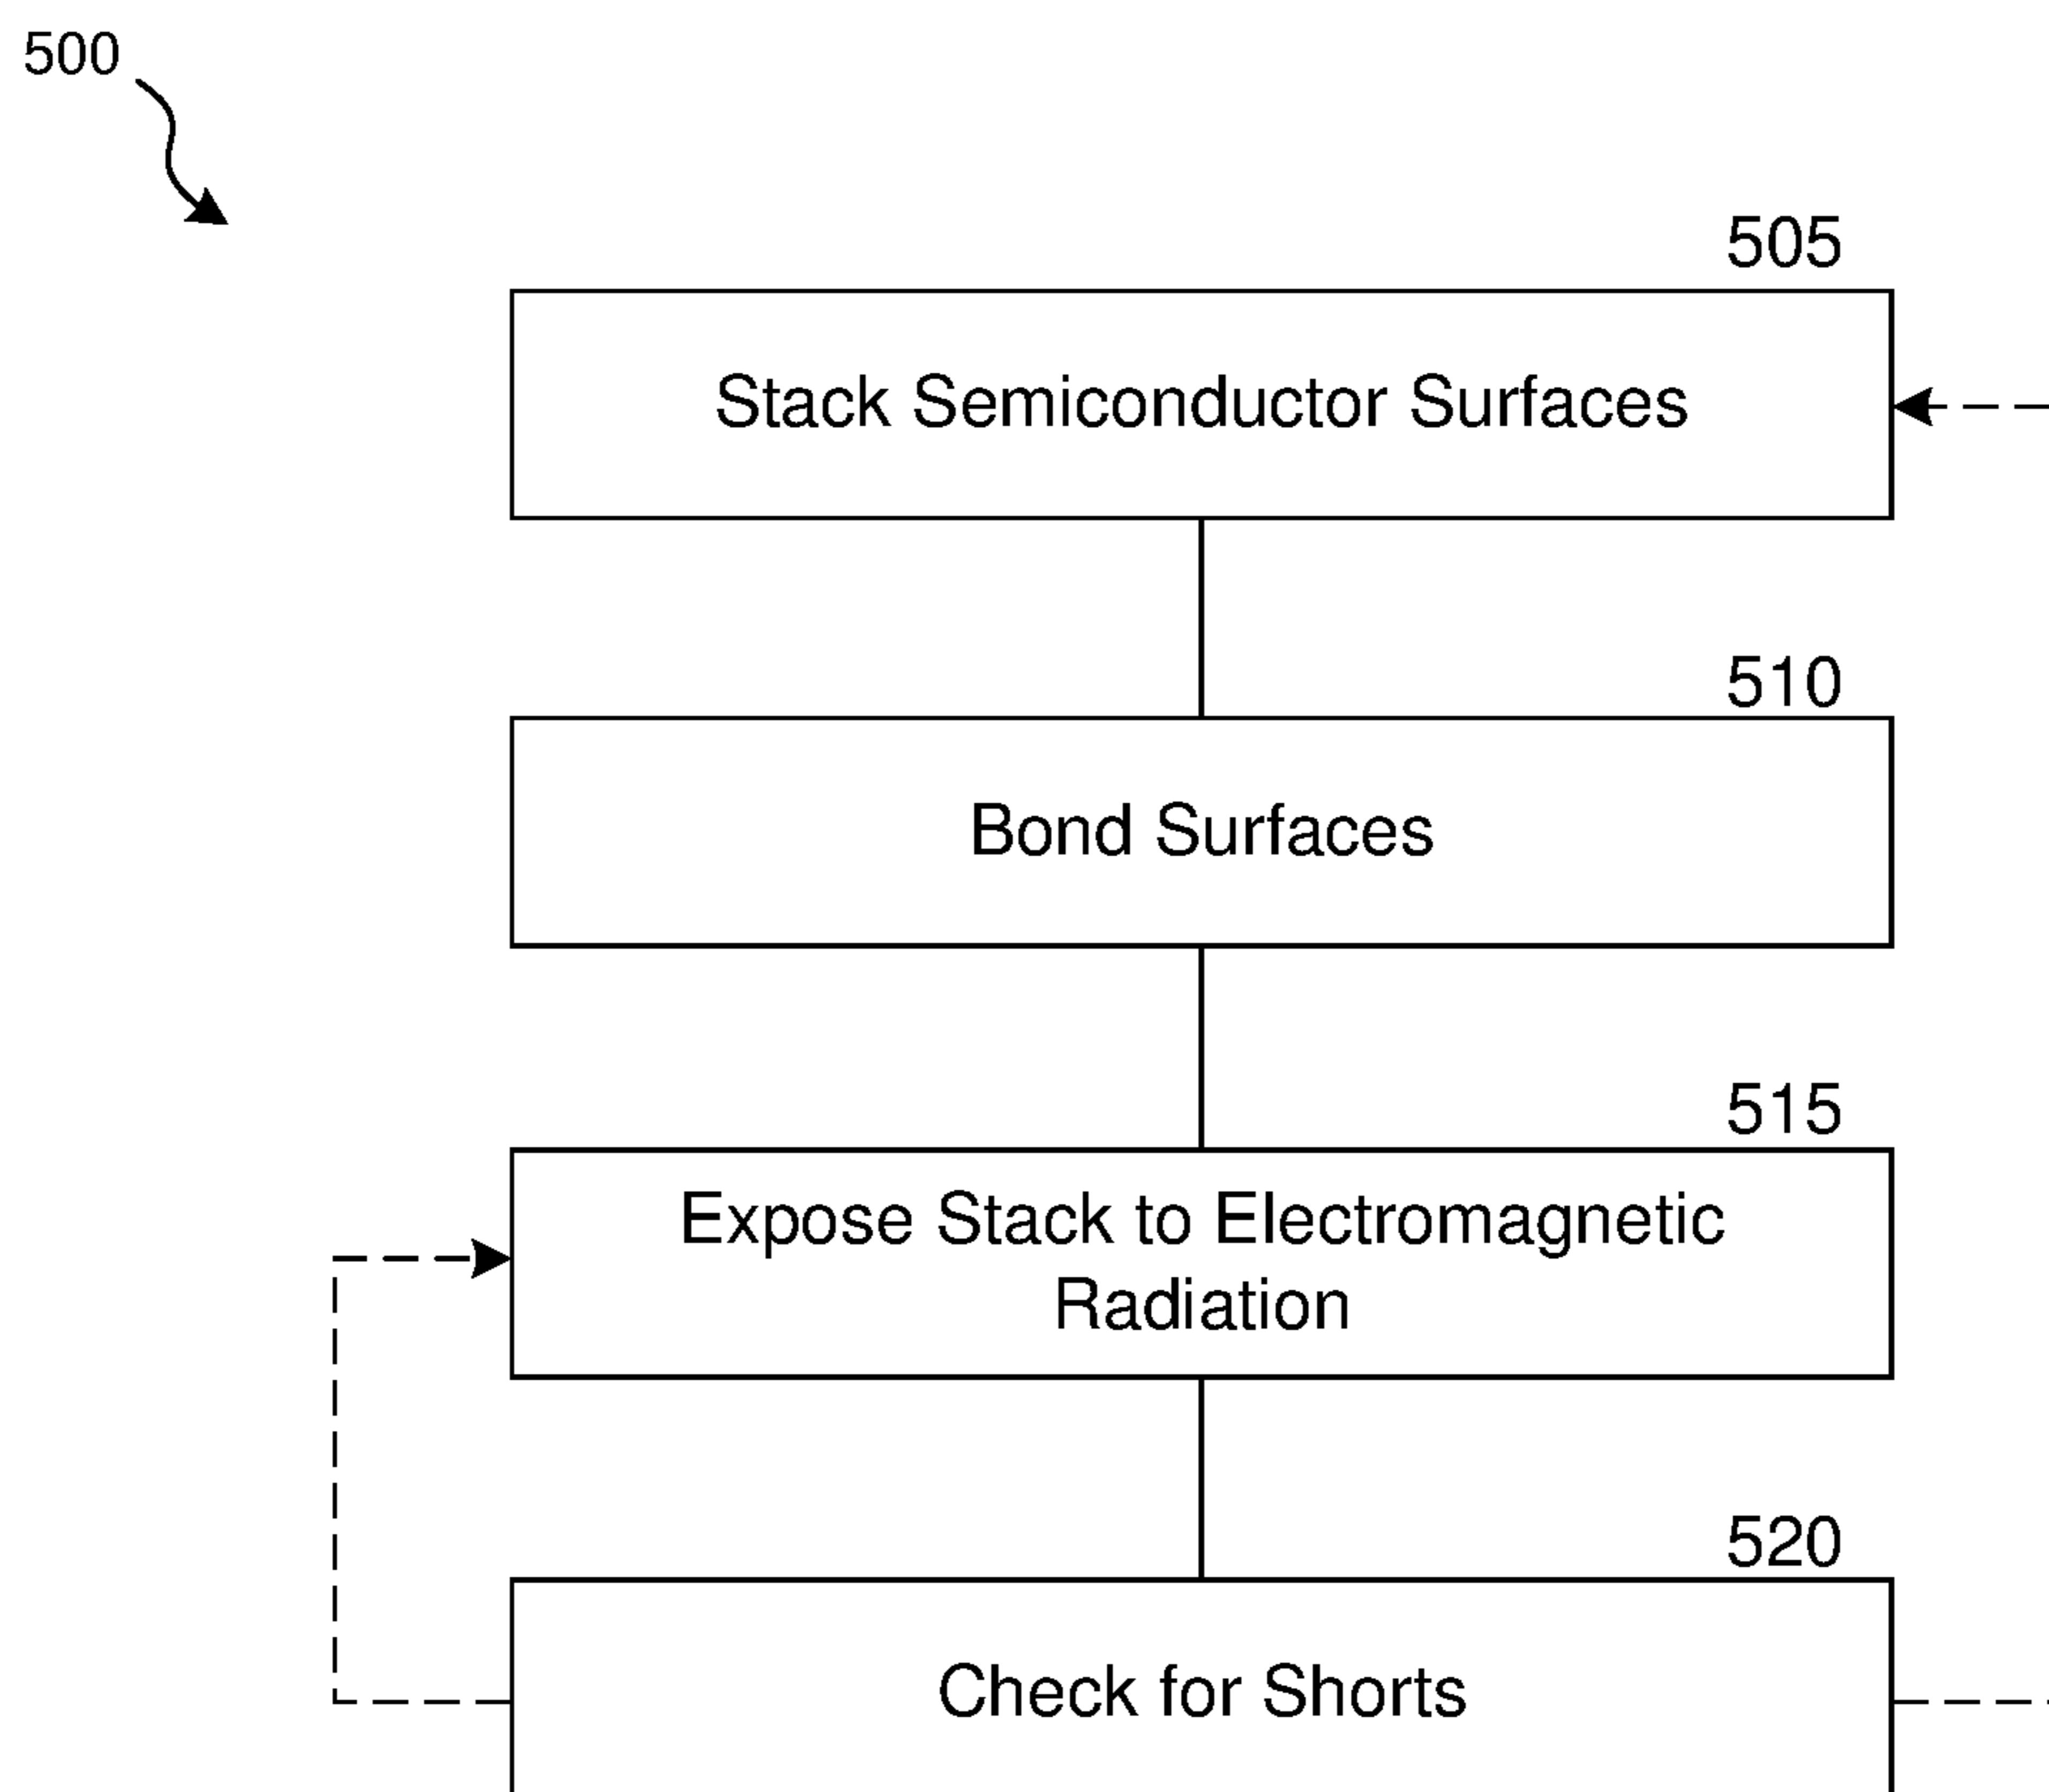 500
505
Stack Semiconductor Surfaces
510
Bond Surfaces
515
Expose Stack to Electromagnetic
Radiation
520
Check for Shorts